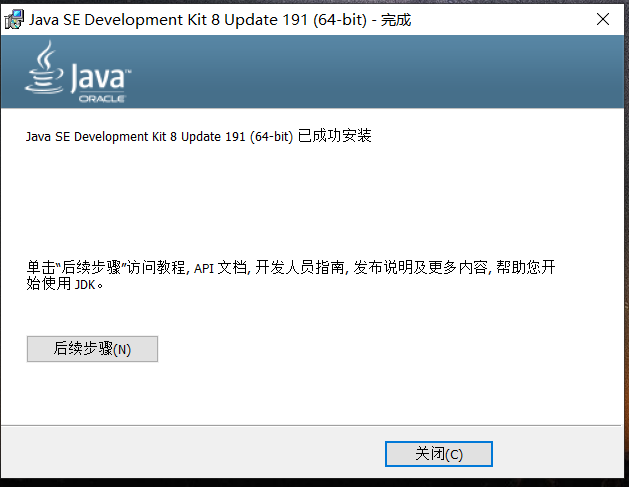 Java SE Development Kit 8 Update 191 (64-bit) - 完成
Java™
ORACLE
Java SE Development Kit 8 Update 191 (64-bit) 已成功安装
单击“后续步骤”访问教程, API 文档, 开发人员指南, 发布说明及更多内容, 帮助您开
始使用 JDK。
后续步骤(N)
关闭(C)